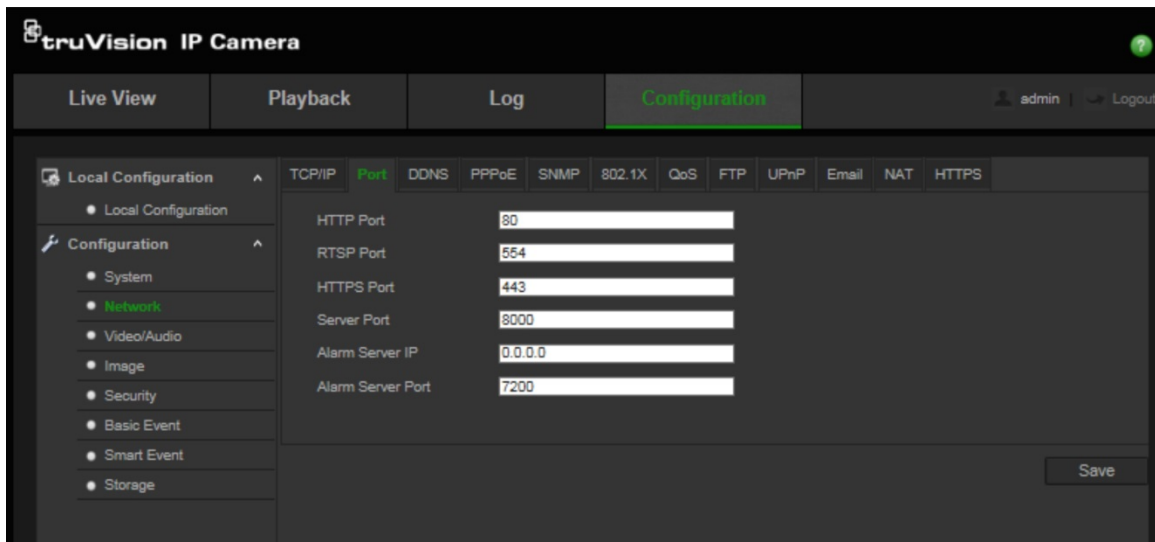 truVision IP Camera
?
Live View Playback Log Configuration admin | Logout
Local Configuration
Local Configuration
Configuration
System
Network
Video/Audio
Image
Security
Basic Event
Smart Event
Storage
TCP/IP Port DDNS PPPoE SNMP 802.1X QoS FTP UPnP Email NAT HTTPS
HTTP Port 80
RTSP Port 554
HTTPS Port 443
Server Port 8000
Alarm Server IP 0.0.0.0
Alarm Server Port 7200
Save